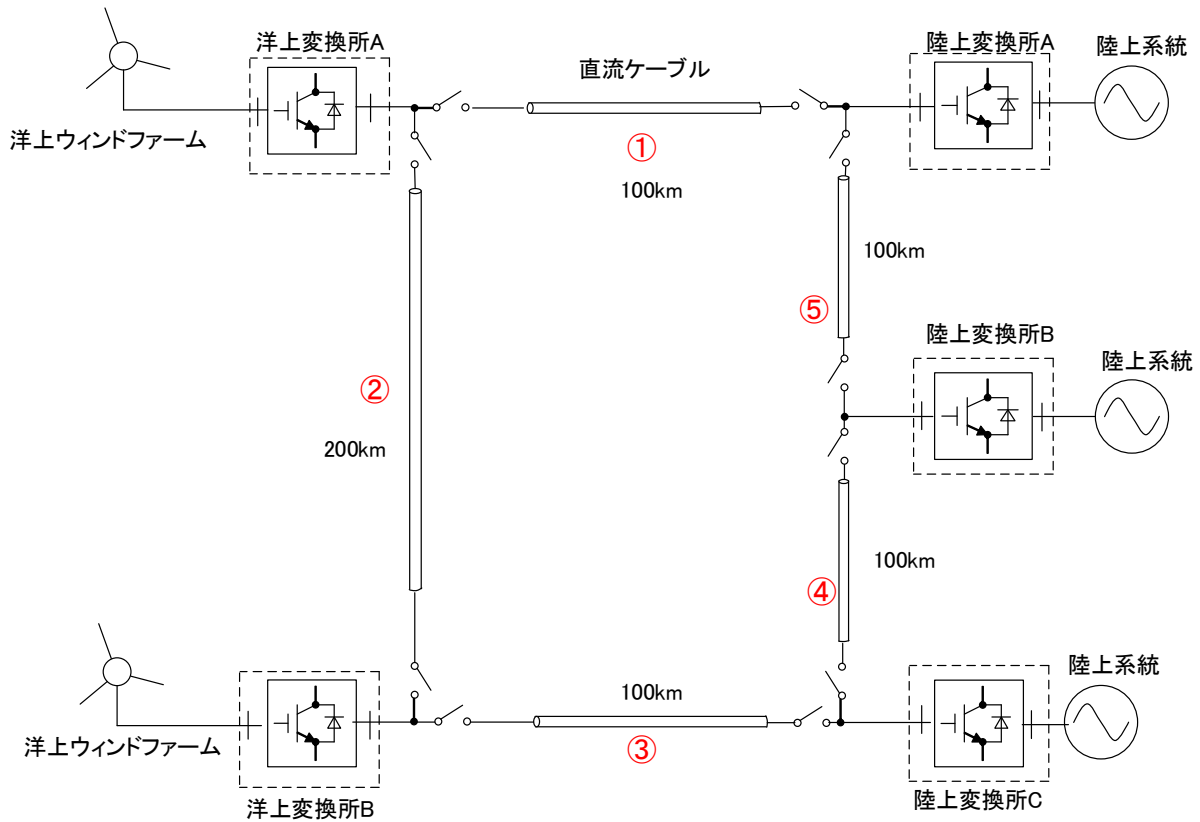 洋上変換所A
陸上変換所A
陸上系統
直流ケーブル
洋上ウィンドファーム
①
100km
100km
⑤
陸上変換所B
陸上系統
②
200km
100km
④
陸上系統
100km
洋上ウィンドファーム
③
洋上変換所B
陸上変換所C